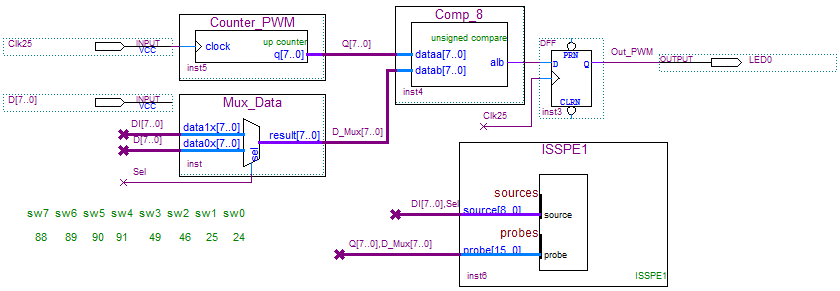 Counter_PWM
Comp_8
Clk25
INPUT
VCC
clock
up counter
q[7..0]
inst5
Q[7..0]
unsigned compare
dataa[7..0]
datab[7..0]
alb
inst4
DFF
PRN
D
Q
CLRN
inst3
Out_PWM
OUTPUT
LED0
Clk25
D[7..0]
INPUT
VCC
Mux_Data
DI[7..0]
D[7..0]
data1x[7..0]
data0x[7..0]
result[7..0]
sel
inst
D_Mux[7..0]
Sel
ISSPE1
sources
DI[7..0],Sel
source[8..0]
source
probes
Q[7..0],D_Mux[7..0]
probe[15..0]
probe
inst6
ISSPE1
sw7 sw6 sw5 sw4 sw3 sw2 sw1 sw0
88 89 90 91 49 46 25 24